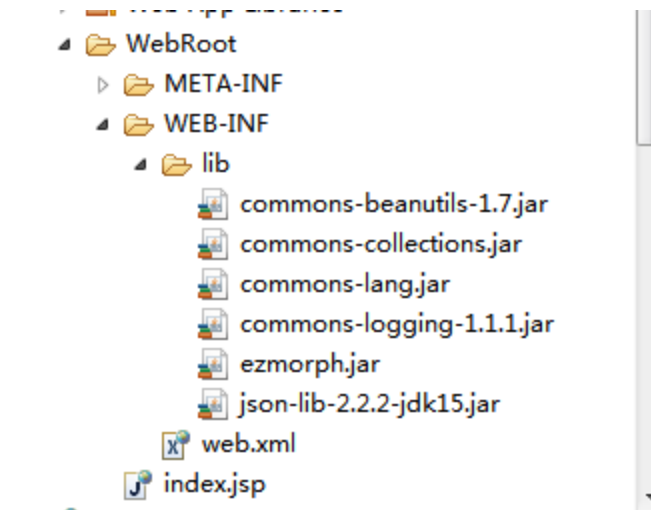 WebRoot
META-INF
WEB-INF
lib
commons-beanutils-1.7.jar
commons-collections.jar
commons-lang.jar
commons-logging-1.1.1.jar
ezmorph.jar
json-lib-2.2.2-jdk15.jar
web.xml
index.jsp